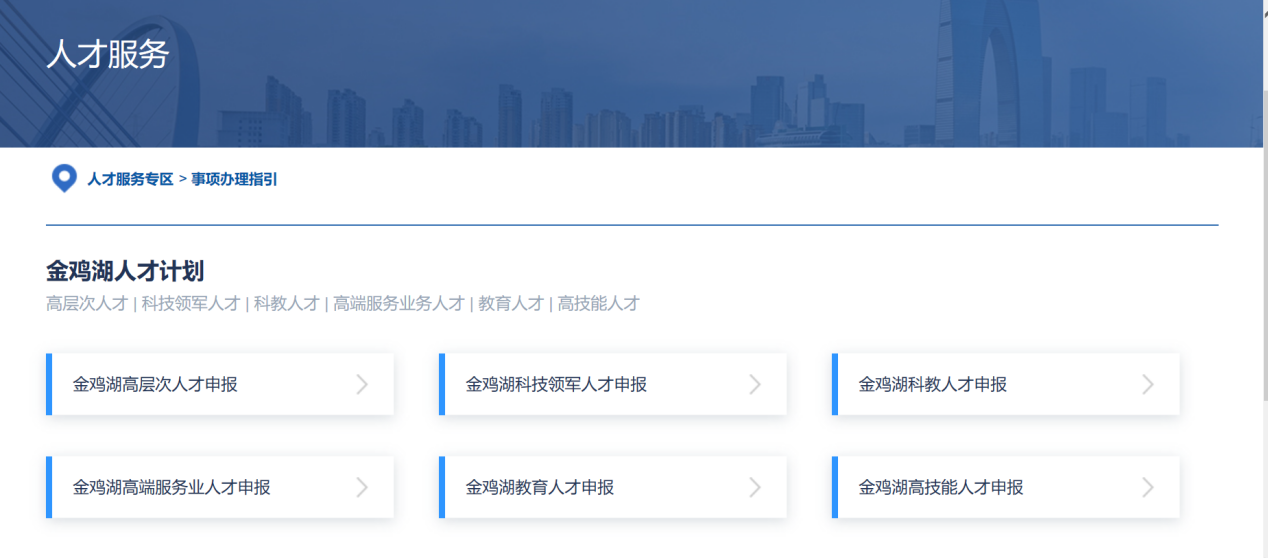 人才服务
人才服务专区 > 事项办理指引
金鸡湖人才计划
高层次人才 | 科技领军人才 | 科教人才 | 高端服务业务人才 | 教育人才 | 高技能人才
金鸡湖高层次人才申报
金鸡湖科技领军人才申报
金鸡湖科教人才申报
金鸡湖高端服务业人才申报
金鸡湖教育人才申报
金鸡湖高技能人才申报